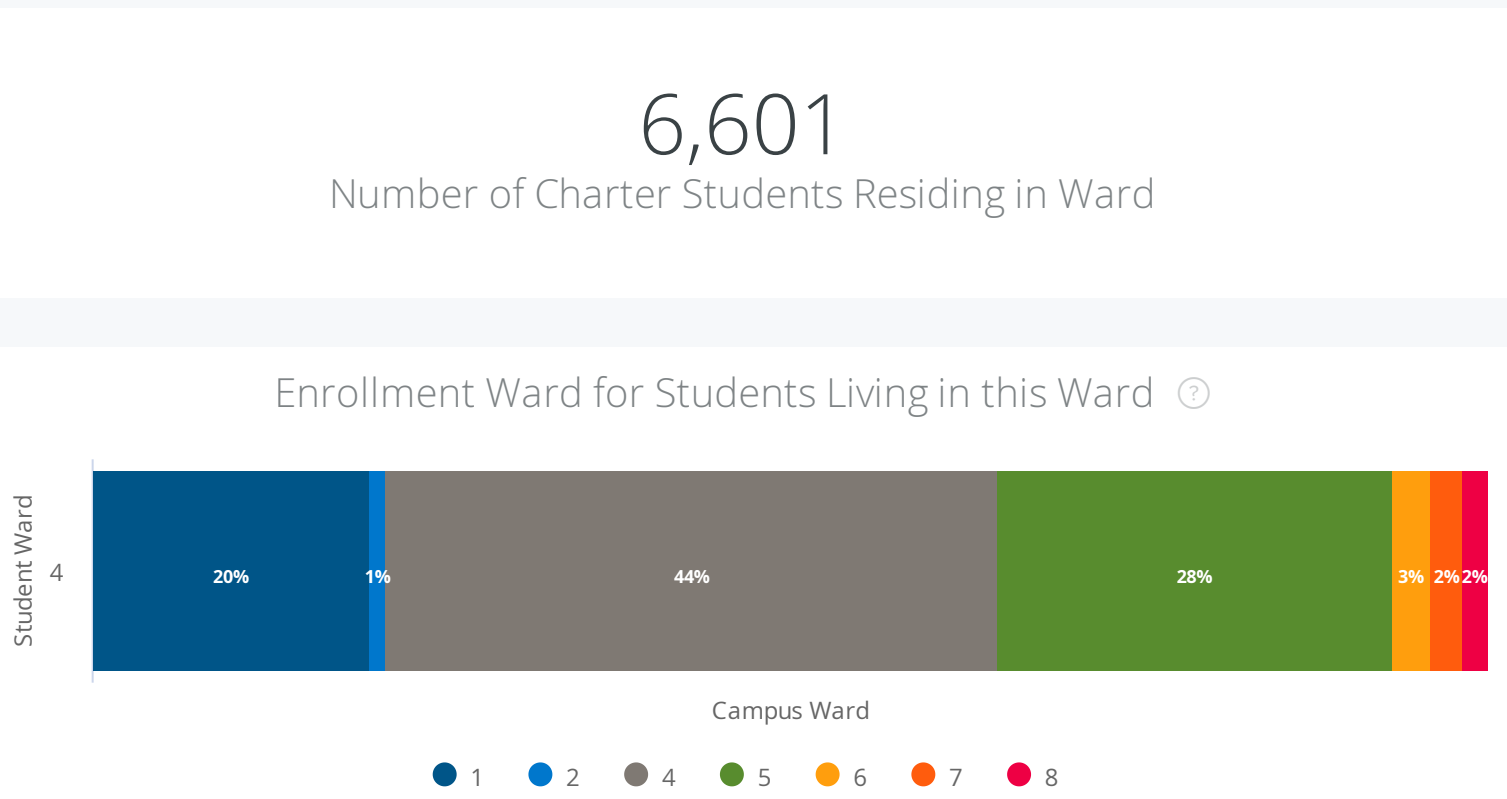 6,601
Number of Charter Students Residing in Ward
Enrollment Ward for Students Living in this Ward ?
Student Ward
4
20% 1% 44% 28% 3% 2% 2%
Campus Ward
1 2 4 5 6 7 8